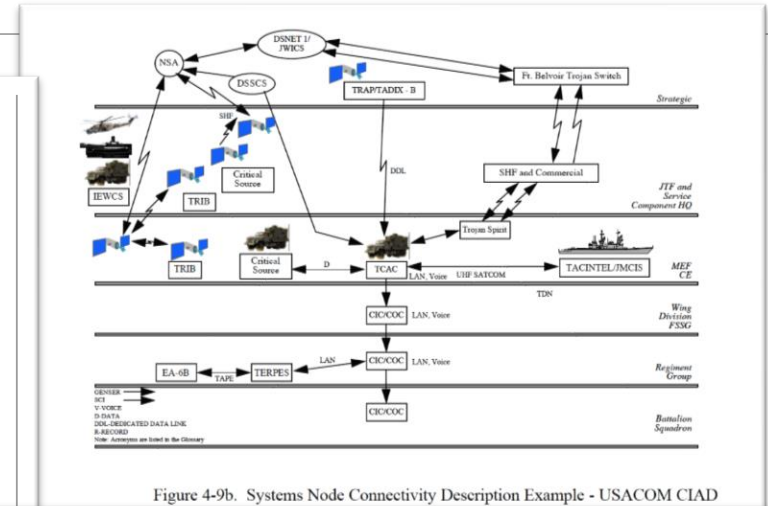 DSNET 1/
JWICS
NSA
DSSCS
TRAP/TADIX - B
Ft. Belvoir Trojan Switch
Strategic
SHF
DDL
IEWCS
TRIB
Critical
Source
SHF and Commercial
JTF and
Service
Component HQ
Trojan Spirit
TRIB
Critical
Source
D
TCAC
LAN, Voice
UHF SATCOM
TACINTEL/JMCIS
MEF
CE
TDN
CIC/COC
LAN, Voice
Wing
Division
FSSG
EA-6B
TAPE
TERPES
LAN
CIC/COC
LAN, Voice
Regiment
Group
CIC/COC
Battalion
Squadron
GENSER
SCI
V-VOICE
D-DATA
DDL-DEDICATED DATA LINK
R-RECORD
Note: Acronyms are listed in the Glossary
Figure 4-9b. Systems Node Connectivity Description Example - USACOM CIAD